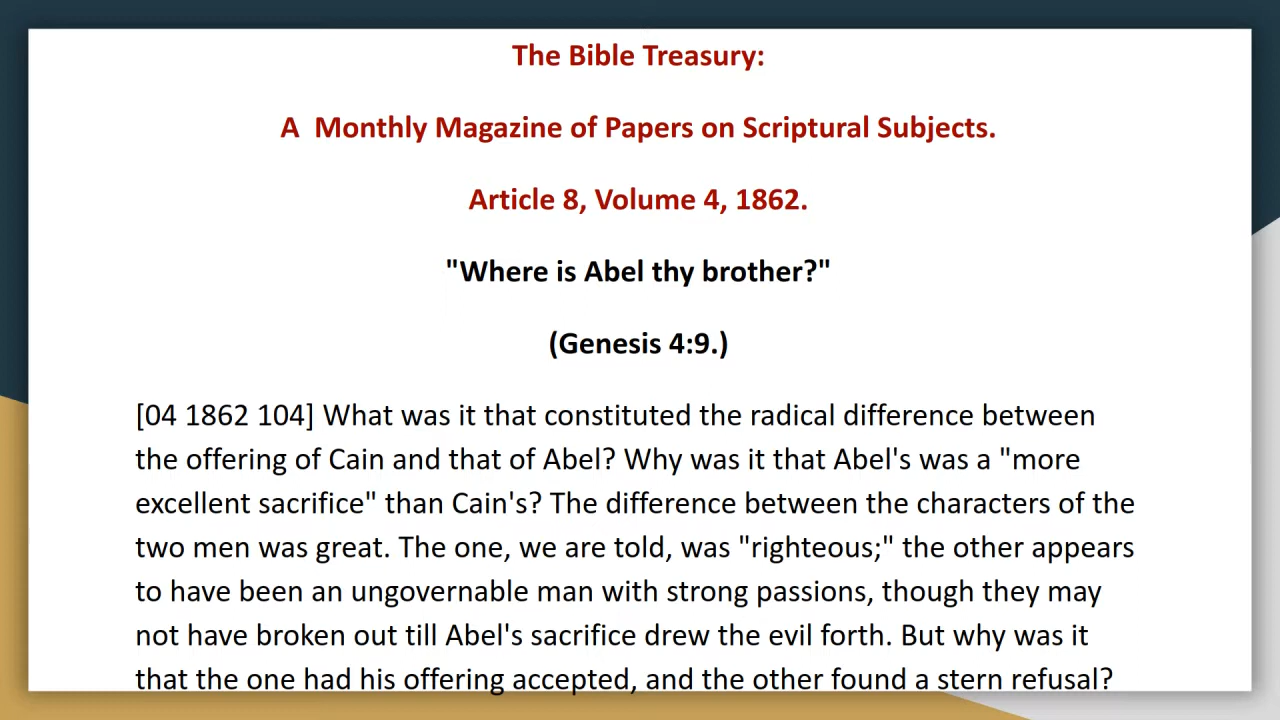 The Bible Treasury:
A  Monthly Magazine of Papers on Scriptural Subjects.
Article 8, Volume 4, 1862.
"Where is Abel thy brother?"
(Genesis 4:9.)
[04 1862 104] What was it that constituted the radical difference between
the offering of Cain and that of Abel? Why was it that Abel's was a "more
excellent sacrifice" than Cain's? The difference between the characters of the
two men was great. The one, we are told, was "righteous;" the other appears
to have been an ungovernable man with strong passions, though they may
not have broken out till Abel's sacrifice drew the evil forth. But why was it
that the one had his offering accepted, and the other found a stern refusal?